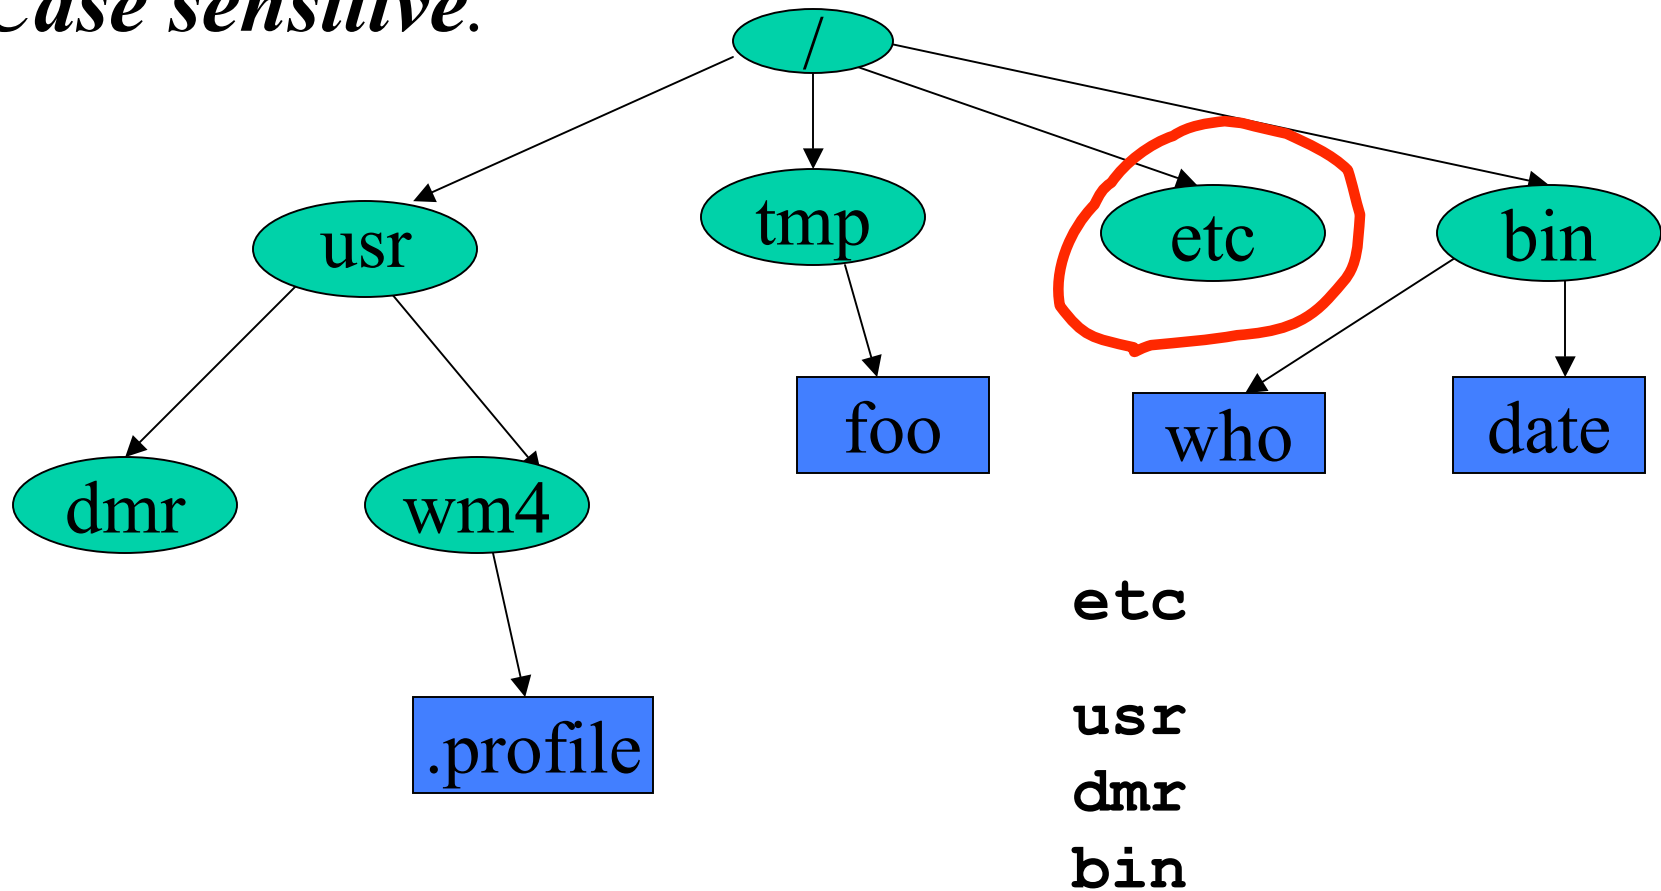 Case sensitive.
/
usr tmp etc bin
foo who date
dmr wm4
etc
usr
.profile
dmr
bin